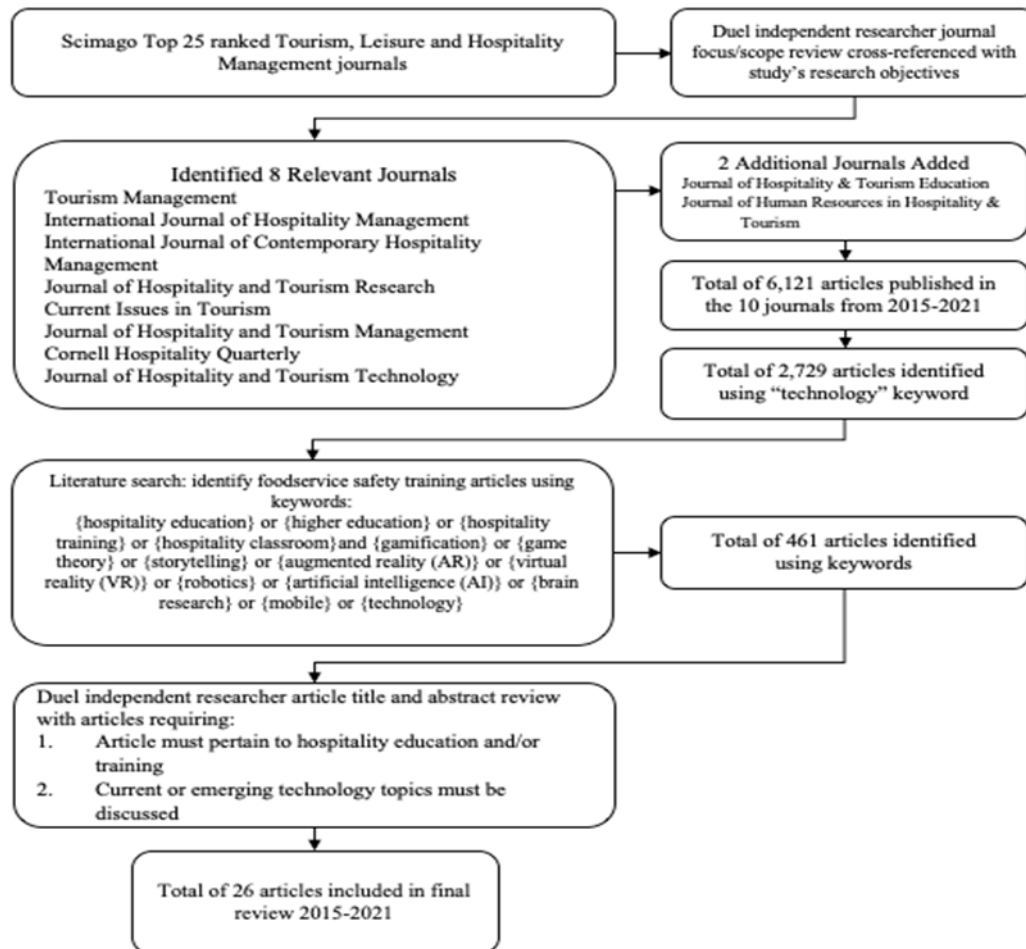 Scimago Top 25 ranked Tourism, Leisure and Hospitality
Management journals
Duel independent researcher journal
focus/scope review cross-referenced with
study's research objectives
Identified 8 Relevant Journals
Tourism Management
International Journal of Hospitality Management
International Journal of Contemporary Hospitality
Management
Journal of Hospitality and Tourism Research
Current Issues in Tourism
Journal of Hospitality and Tourism Management
Cornell Hospitality Quarterly
Journal of Hospitality and Tourism Technology
2 Additional Journals Added
Journal of Hospitality & Tourism Education
Journal of Human Resources in Hospitality &
Tourism
Total of 6,121 articles published in
the 10 journals from 2015-2021
Total of 2,729 articles identified
using “technology” keyword
Literature search: identify foodservice safety training articles using
keywords:
{hospitality education} or {higher education} or {hospitality
training} or {hospitality classroom}and {gamification} or {game
theory} or {storytelling} or {augmented reality (AR)} or {virtual
reality (VR)} or {robotics} or {artificial intelligence (AI)} or {brain
research} or {mobile} or {technology}
Total of 461 articles identified
using keywords
Duel independent researcher article title and abstract review
with articles requiring:
1. Article must pertain to hospitality education and/or
training
2. Current or emerging technology topics must be
discussed
Total of 26 articles included in final
review 2015-2021